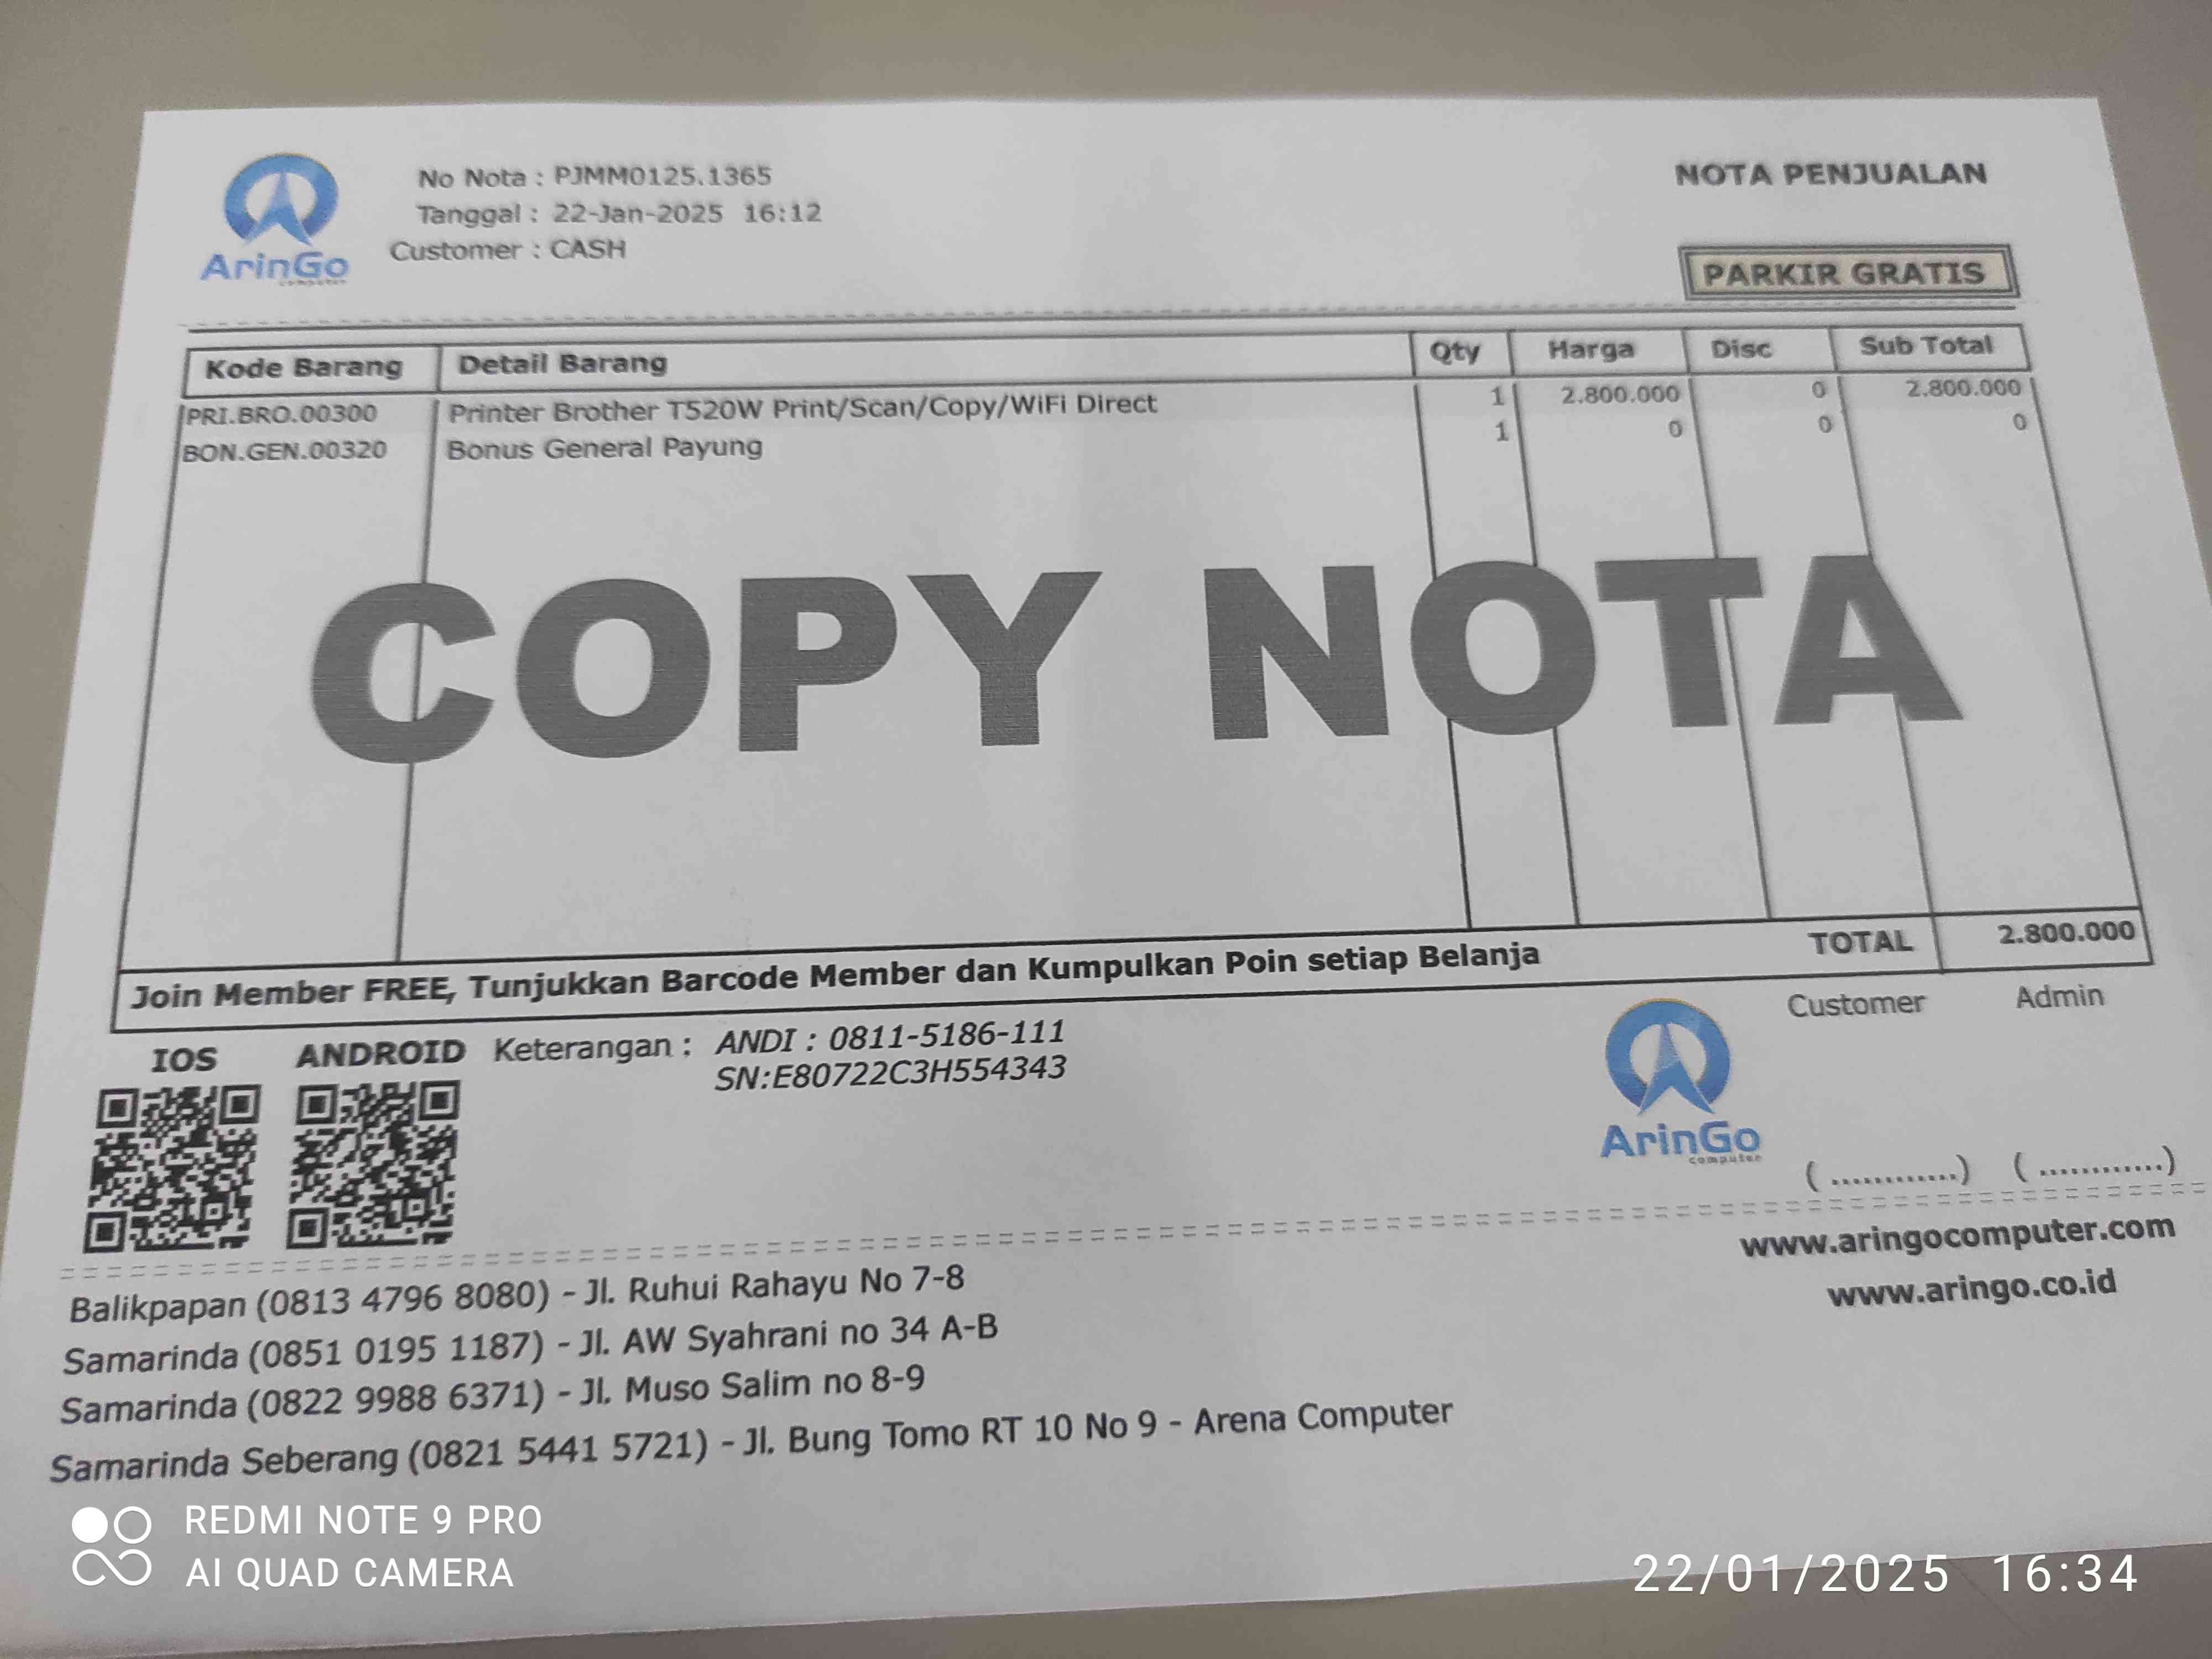 ArinGo
computer
No Nota : PJMM0125.1365
Tanggal : 22-Jan-2025 16:12
Customer : CASH
NOTA PENJUALAN
PARKIR GRATIS
Kode Barang Detail Barang Qty Harga Disc Sub Total
PRI.BRO.00300 Printer Brother T520W Print/Scan/Copy/WiFi Direct 1 2.800.000 0 2.800.000
BON.GEN.00320 Bonus General Payung 1 0 0 0
COPY NOTA
TOTAL 2.800.000
Join Member FREE, Tunjukkan Barcode Member dan Kumpulkan Poin setiap Belanja
IOS ANDROID Keterangan : ANDI : 0811-5186-111
SN:E80722C3H554343
ArinGo
computer
Customer Admin
(............) (............)
www.aringocomputer.com
www.aringo.co.id
Balikpapan (0813 4796 8080) - Jl. Ruhui Rahayu No 7-8
Samarinda (0851 0195 1187) - Jl. AW Syahrani no 34 A-B
Samarinda (0822 9988 6371) - Jl. Muso Salim no 8-9
Samarinda Seberang (0821 5441 5721) - Jl. Bung Tomo RT 10 No 9 - Arena Computer
REDMI NOTE 9 PRO
AI QUAD CAMERA
22/01/2025 16:34